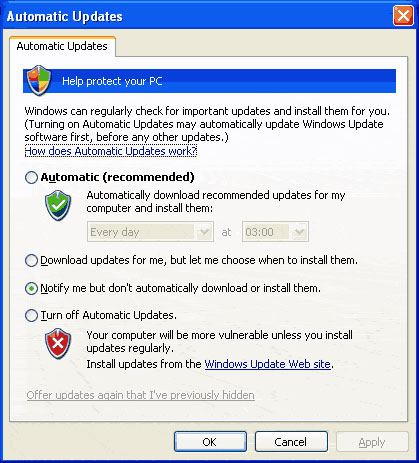 Automatic Updates
Automatic Updates
Help protect your PC
Windows can regularly check for important updates and install them for you.
(Turning on Automatic Updates may automatically update Windows Update
software first, before any other updates.)
How does Automatic Updates work?
Automatic (recommended)
Automatically download recommended updates for my
computer and install them:
Every day at 03:00
Download updates for me, but let me choose when to install them.
Notify me but don't automatically download or install them.
Turn off Automatic Updates.
Your computer will be more vulnerable unless you install
updates regularly.
Install updates from the Windows Update Web site.
Offer updates again that I've previously hidden
OK Cancel Apply